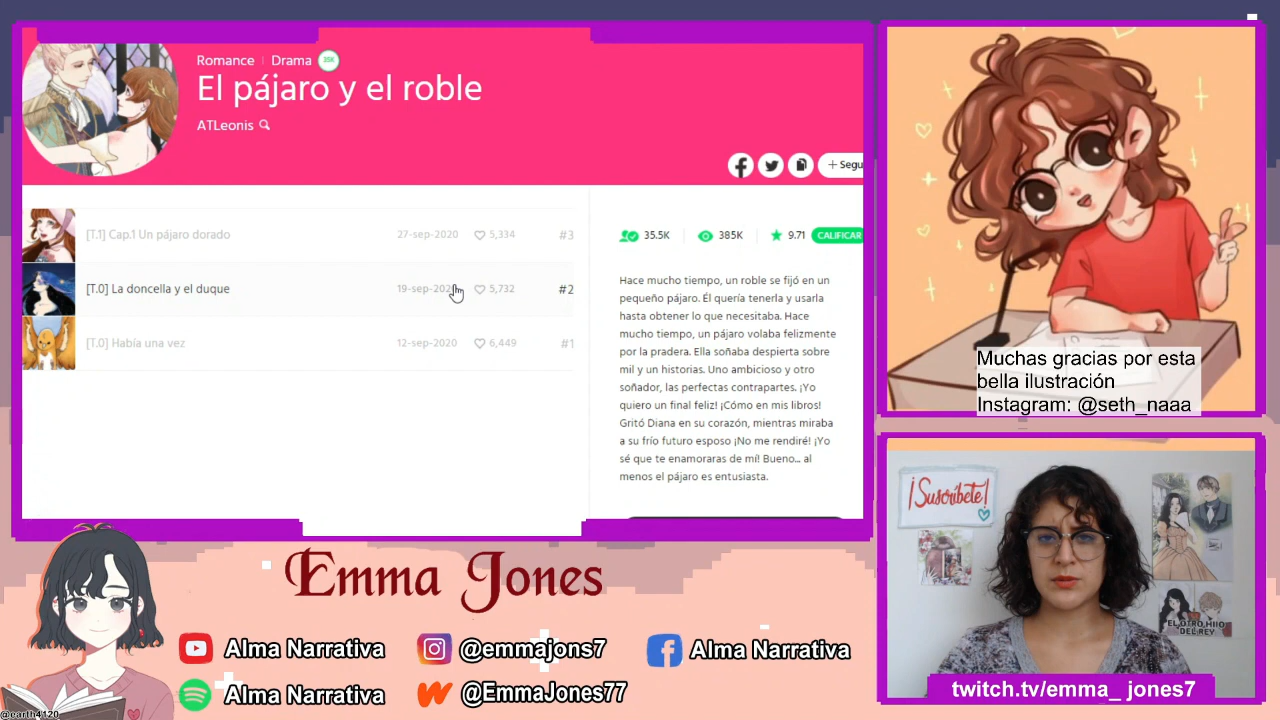 Romance | Drama 35K
El pájaro y el roble
ATLeonis
+ Segu
[T.1] Cap.1 Un pájaro dorado 27-sep-2020 5,334 #3
[T.0] La doncella y el duque 19-sep-2020 5,732 #2
[T.0] Había una vez 12-sep-2020 6,449 #1
35.5K 385K 9.71 CALIFICAR
Hace mucho tiempo, un roble se fijó en un
pequeño pájaro. Él quería tenerla y usarla
hasta obtener lo que necesitaba. Hace
mucho tiempo, un pájaro volaba felizmente
por la pradera. Ella soñaba despierta sobre
mil y un historias. Uno ambicioso y otro
soñador, las perfectas contrapartes. ¡Yo
quiero un final feliz! ¡Cómo en mis libros!
Gritó Diana en su corazón, mientras miraba
a su frío futuro esposo ¡No me rendiré! ¡Yo
sé que te enamoraras de mí! Bueno... al
menos el pájaro es entusiasta.
Muchas gracias por esta
bella ilustración
Instagram: @seth_naaa
¡Suscríbete!
EL OTRO HIJO
DEL REY
twitch.tv/emma_ jones7
Emma Jones
Alma Narrativa @emmajons7 Alma Narrativa
Alma Narrativa @EmmaJones77
@earth4120